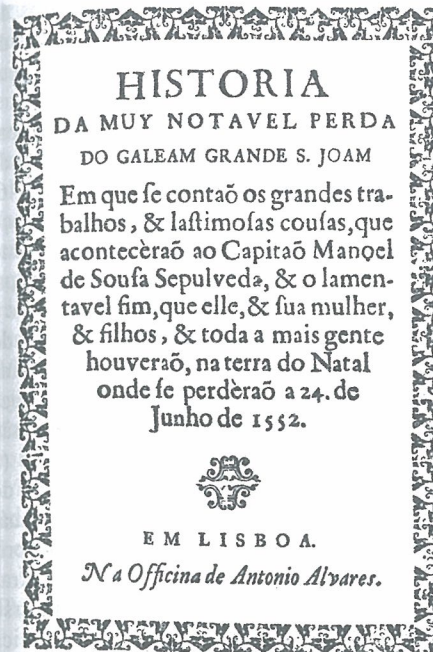 HISTORIA
DA MUY NOTAVEL PERDA
DO GALEAM GRANDE S. JOAM
Em que ſe contaõ os grandes tra-
balhos, & laſtimoſas couſas, que
acontecèraõ ao Capitaõ Manoel
de Souſa Sepulveda, & o lamen-
tavel fim, que elle, & ſua mulher,
& filhos, & toda a mais gente
houveraõ, na terra do Natal
onde ſe perdèraõ a 24. de
Junho de 1552.
EM LISBOA.
Na Officina de Antonio Alvares.